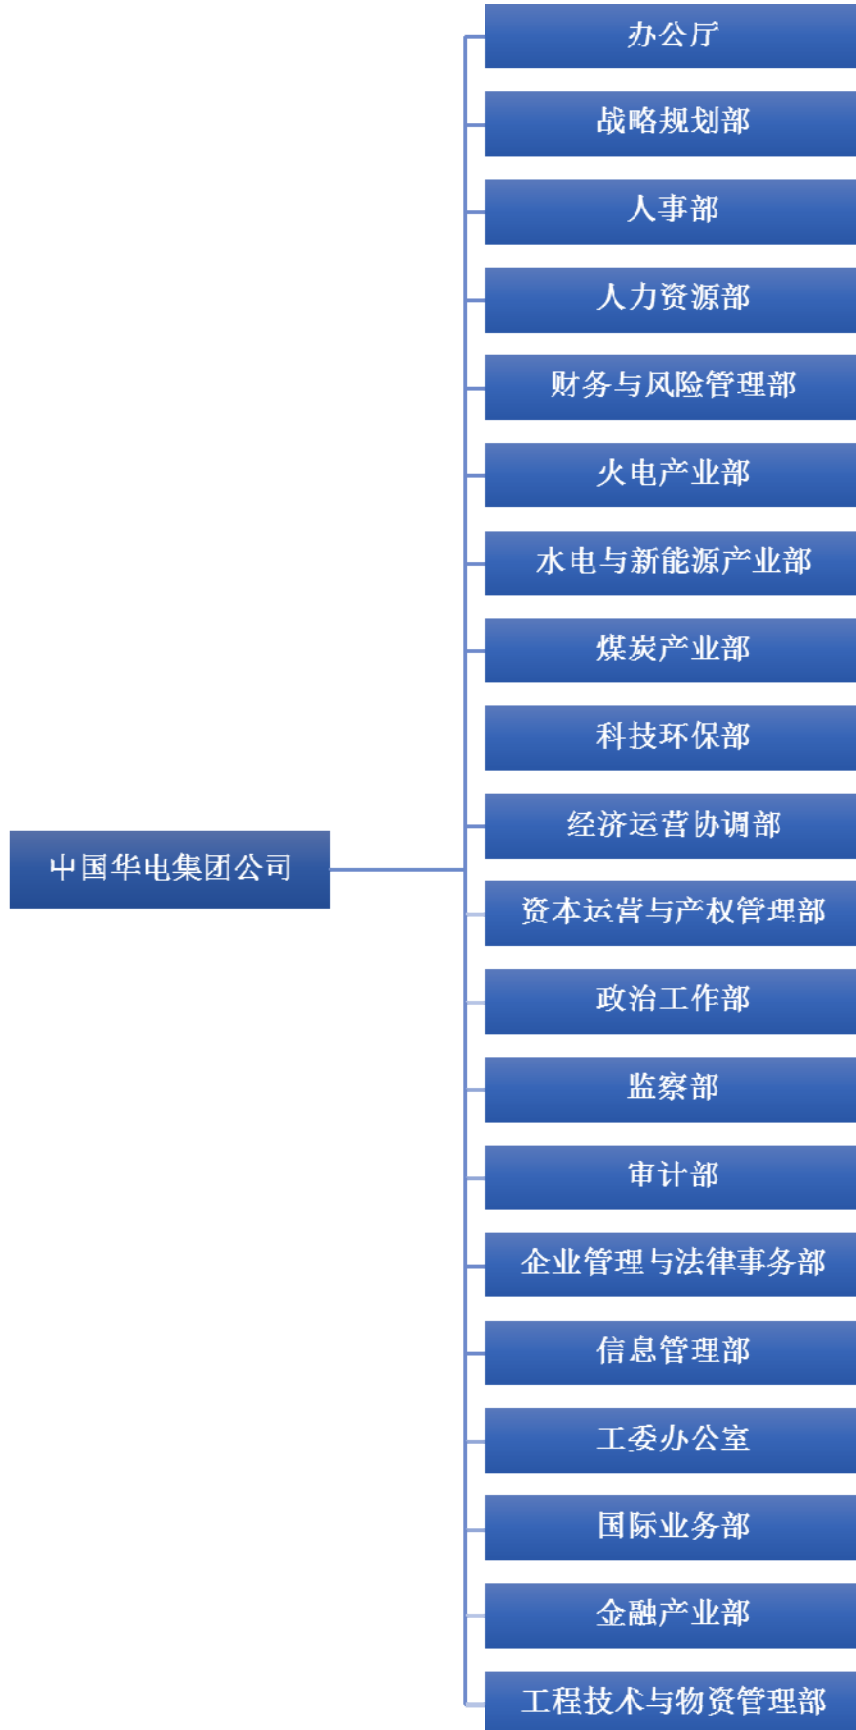 办公厅
战略规划部
人事部
人力资源部
财务与风险管理部
火电产业部
水电与新能源产业部
煤炭产业部
科技环保部
经济运营协调部
中国华电集团公司
资本运营与产权管理部
政治工作部
监察部
审计部
企业管理与法律事务部
信息管理部
工委办公室
国际业务部
金融产业部
工程技术与物资管理部